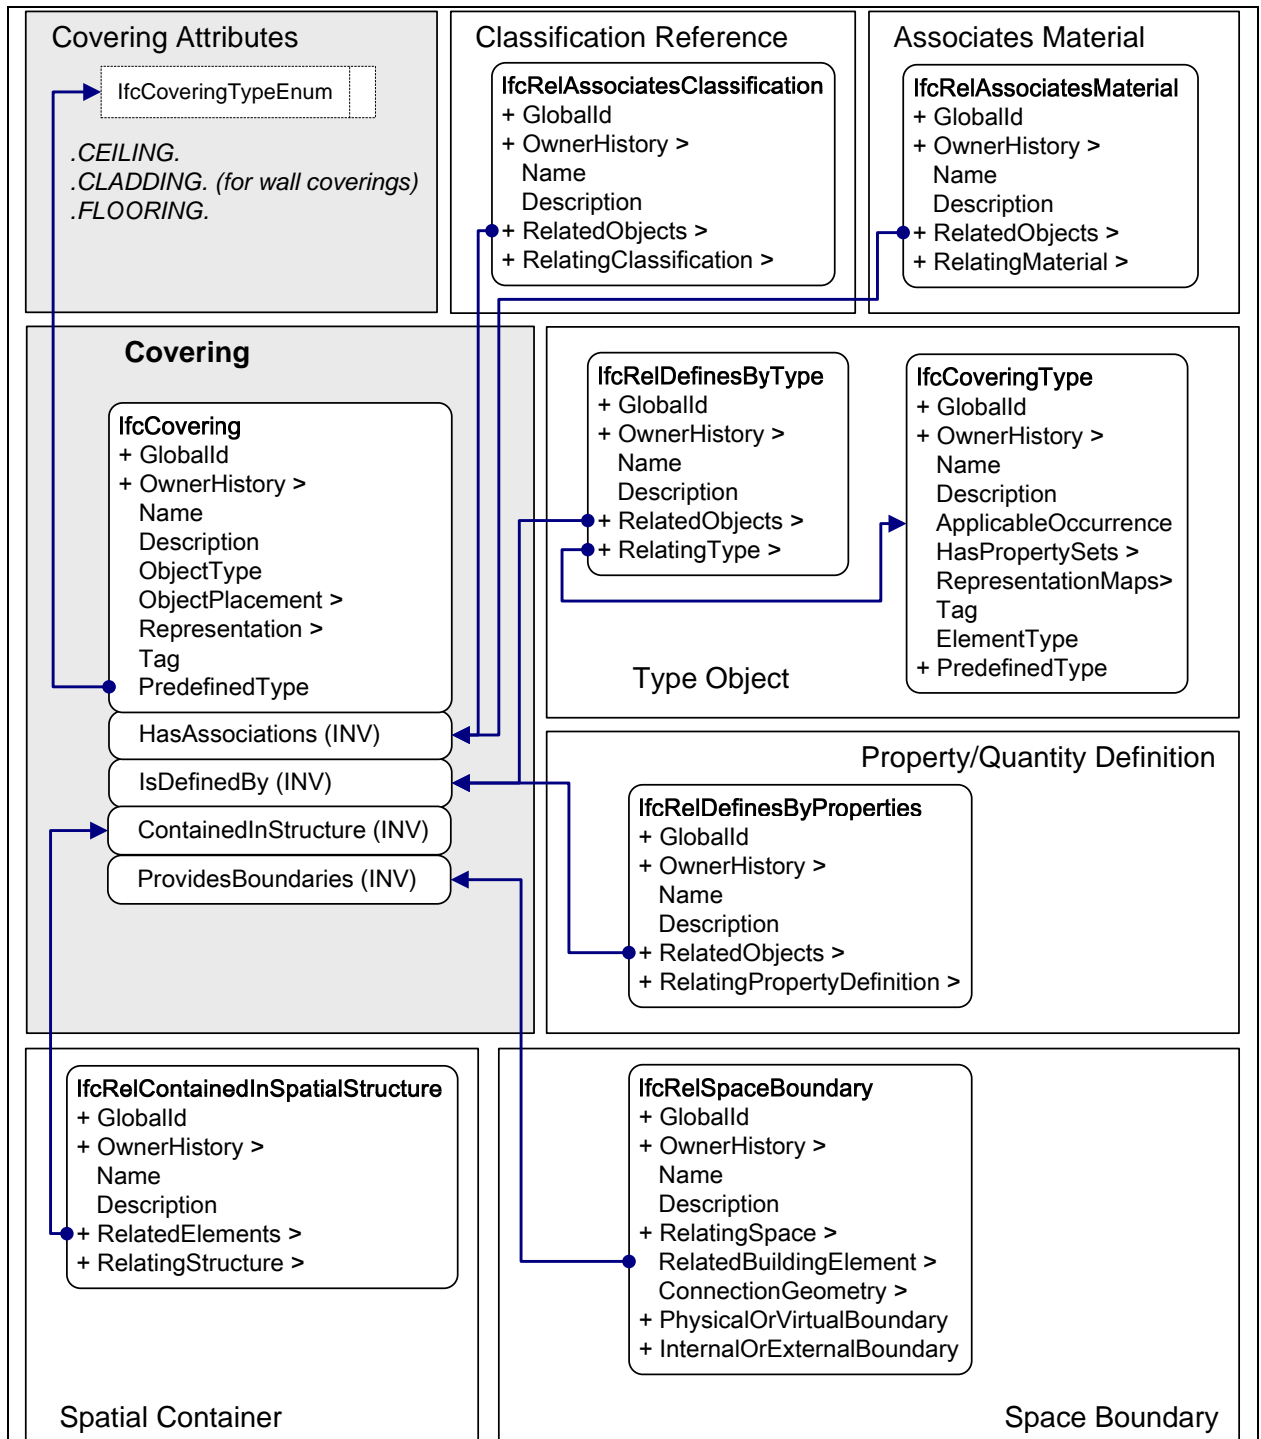 Covering Attributes
IfcCoveringTypeEnum
.CEILING.
.CLADDING. (for wall coverings)
.FLOORING.
Classification Reference
IfcRelAssociatesClassification
+ GlobalId
+ OwnerHistory >
Name
Description
+ RelatedObjects >
+ RelatingClassification >
Associates Material
IfcRelAssociatesMaterial
+ GlobalId
+ OwnerHistory >
Name
Description
+ RelatedObjects >
+ RelatingMaterial >
Covering
IfcCovering
+ GlobalId
+ OwnerHistory >
Name
Description
ObjectType
ObjectPlacement >
Representation >
Tag
PredefinedType
HasAssociations (INV)
IsDefinedBy (INV)
ContainedInStructure (INV)
ProvidesBoundaries (INV)
IfcRelDefinesByType
+ GlobalId
+ OwnerHistory >
Name
Description
+ RelatedObjects >
+ RelatingType >
IfcCoveringType
+ GlobalId
+ OwnerHistory >
Name
Description
ApplicableOccurrence
HasPropertySets >
RepresentationMaps>
Tag
ElementType
+ PredefinedType
Type Object
Property/Quantity Definition
IfcRelDefinesByProperties
+ GlobalId
+ OwnerHistory >
Name
Description
+ RelatedObjects >
+ RelatingPropertyDefinition >
IfcRelContainedInSpatialStructure
+ GlobalId
+ OwnerHistory >
Name
Description
+ RelatedElements >
+ RelatingStructure >
Spatial Container
IfcRelSpaceBoundary
+ GlobalId
+ OwnerHistory >
Name
Description
+ RelatingSpace >
RelatedBuildingElement >
ConnectionGeometry >
+ PhysicalOrVirtualBoundary
+ InternalOrExternalBoundary
Space Boundary